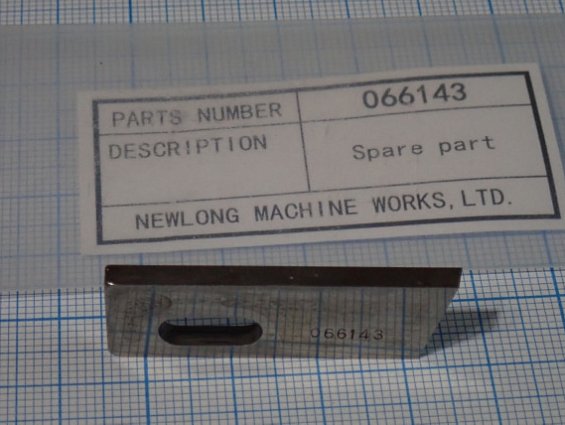 PARTS NUMBER 066143
DESCRIPTION Spare part
NEWLONG MACHINE WORKS, LTD.
066143